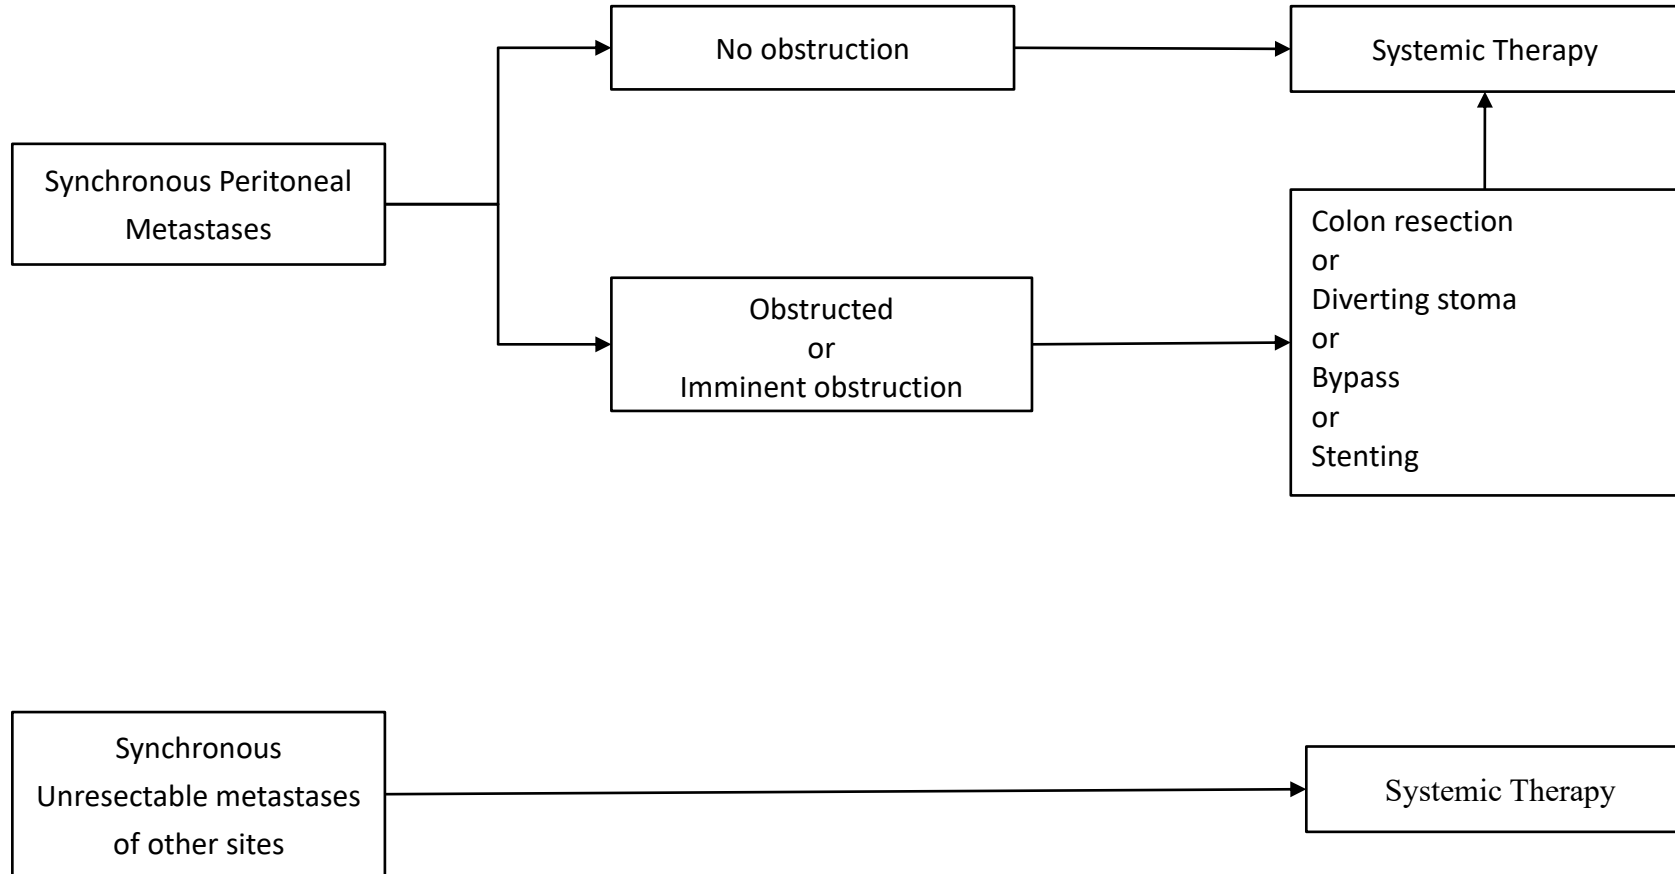 No obstruction
Systemic Therapy
Synchronous Peritoneal
Metastases
Colon resection
or
Diverting stoma
or
Bypass
or
Stenting
Obstructed
or
Imminent obstruction
Synchronous
Unresectable metastases
of other sites
Systemic Therapy